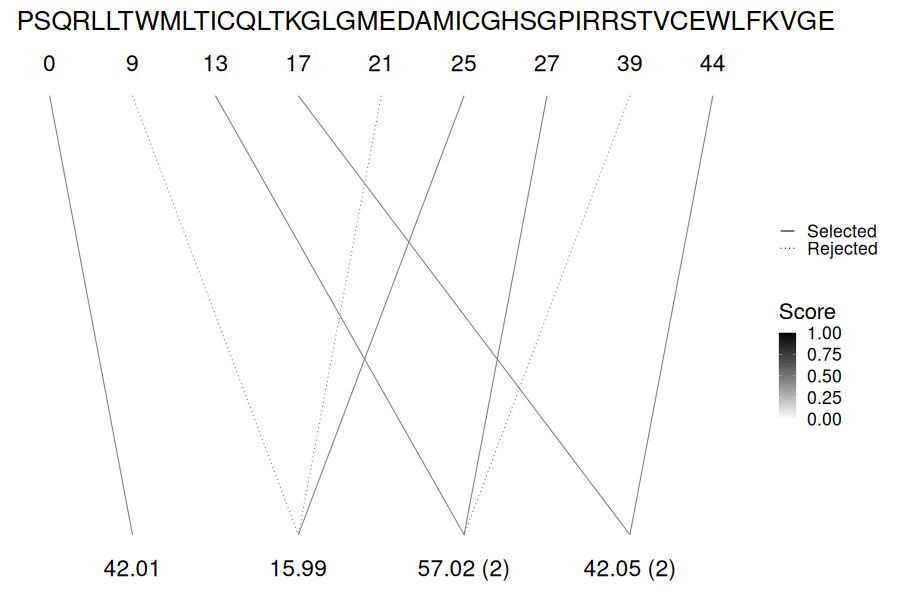 PSQRLLTWMLTICQLTKGLGMEDAMICGHSGPIRRSTVCEWLFKVGE
0 9 13 17 21 25 27 39 44
Selected
Rejected
Score
1.00
0.75
0.50
0.25
0.00
42.01 15.99 57.02 (2) 42.05 (2)